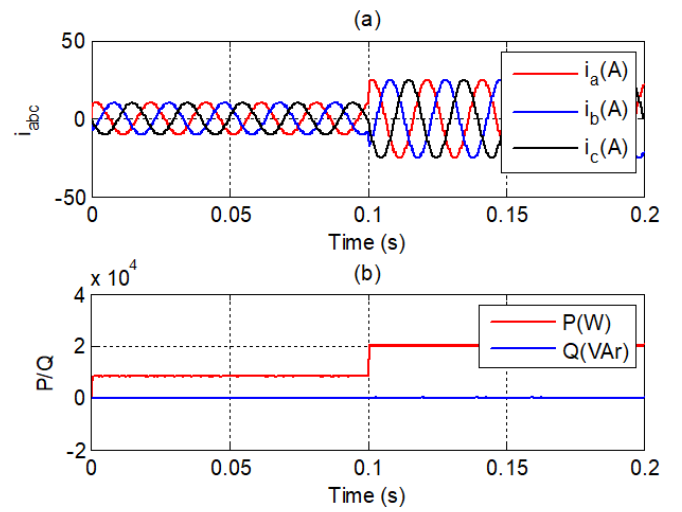 (a)
50
0
-50
i_abc
i_a(A)
i_b(A)
i_c(A)
0 0.05 0.1 0.15 0.2
Time (s)
(b)
x 10^4
4
2
0
-2
P/Q
P(W)
Q(VAr)
0 0.05 0.1 0.15 0.2
Time (s)